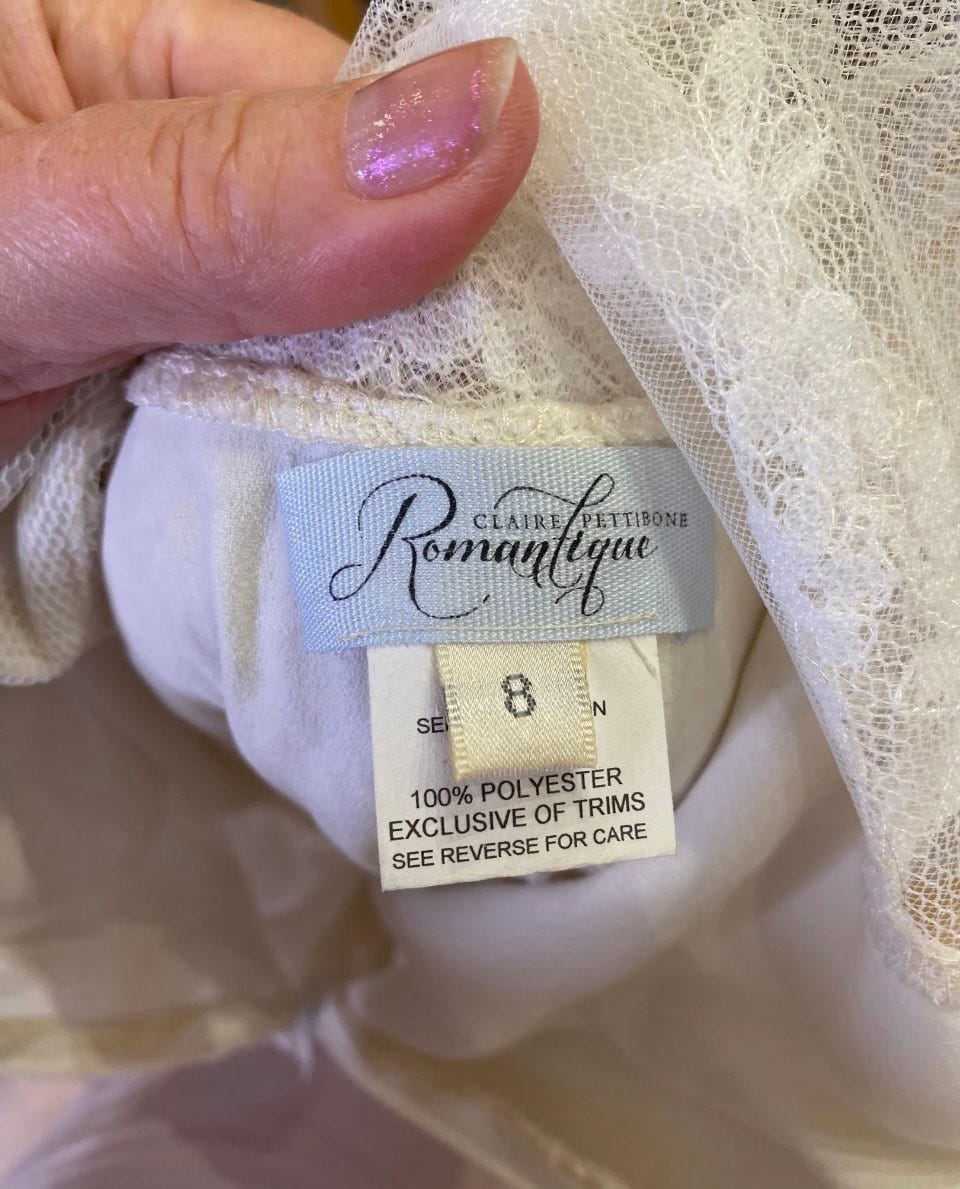 CLAIRE PETTIBONE
Romantique
8
100% POLYESTER
EXCLUSIVE OF TRIMS
SEE REVERSE FOR CARE